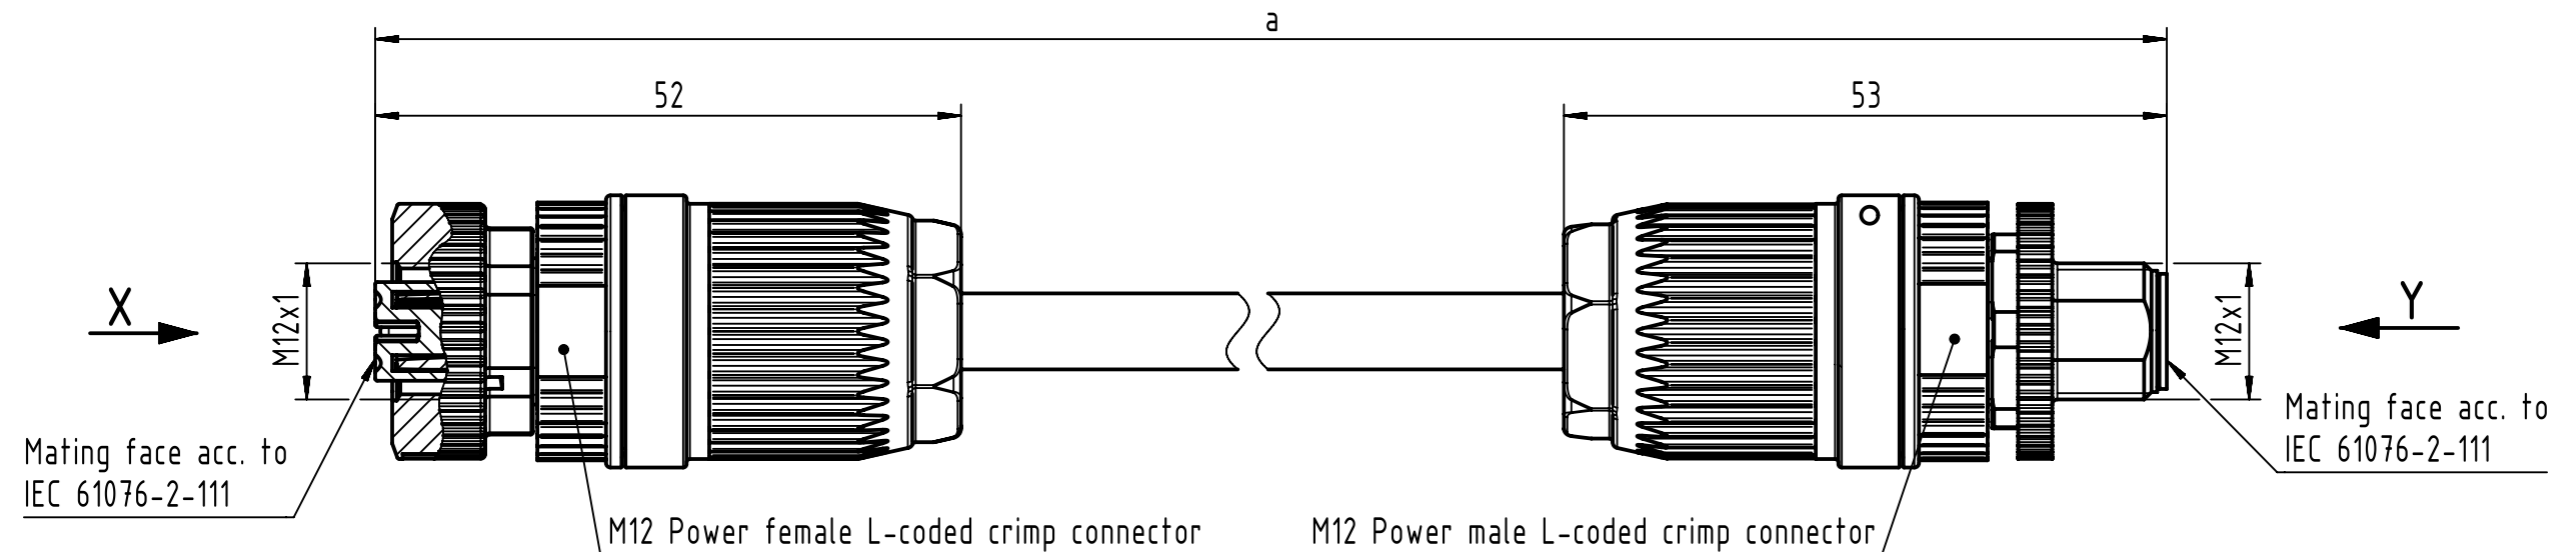 a
52
53
X
M12x1
M12x1
Y
Mating face acc. to
IEC 61076-2-111
Mating face acc. to
IEC 61076-2-111
M12 Power female L-coded crimp connector
M12 Power male L-coded crimp connector